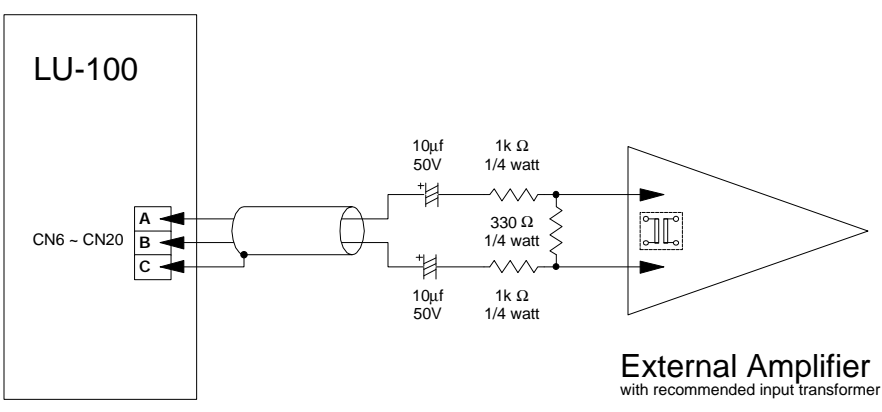 LU-100
10µf
50V
1k Ω
1/4 watt
+
A
B
C
CN6 ~ CN20
330 Ω
1/4 watt
+
10µf
50V
1k Ω
1/4 watt
External Amplifier
with recommended input transformer